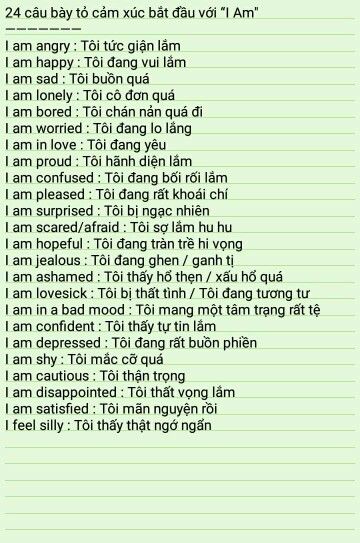 24 câu bày tỏ cảm xúc bắt đầu với "I Am"
———————
I am angry : Tôi tức giận lắm
I am happy : Tôi đang vui lắm
I am sad : Tôi buồn quá
I am lonely : Tôi cô đơn quá
I am bored : Tôi chán nản quá đi
I am worried : Tôi đang lo lắng
I am in love : Tôi đang yêu
I am proud : Tôi hãnh diện lắm
I am confused : Tôi đang bối rối lắm
I am pleased : Tôi đang rất khoái chí
I am surprised : Tôi bị ngạc nhiên
I am scared/afraid : Tôi sợ lắm hu hu
I am hopeful : Tôi đang tràn trề hi vọng
I am jealous : Tôi đang ghen / ganh tị
I am ashamed : Tôi thấy hổ thẹn / xấu hổ quá
I am lovesick : Tôi bị thất tình / Tôi đang tương tư
I am in a bad mood : Tôi mang một tâm trạng rất tệ
I am confident : Tôi thấy tự tin lắm
I am depressed : Tôi đang rất buồn phiền
I am shy : Tôi mắc cỡ quá
I am cautious : Tôi thận trọng
I am disappointed : Tôi thất vọng lắm
I am satisfied : Tôi mãn nguyện rồi
I feel silly : Tôi thấy thật ngớ ngẩn